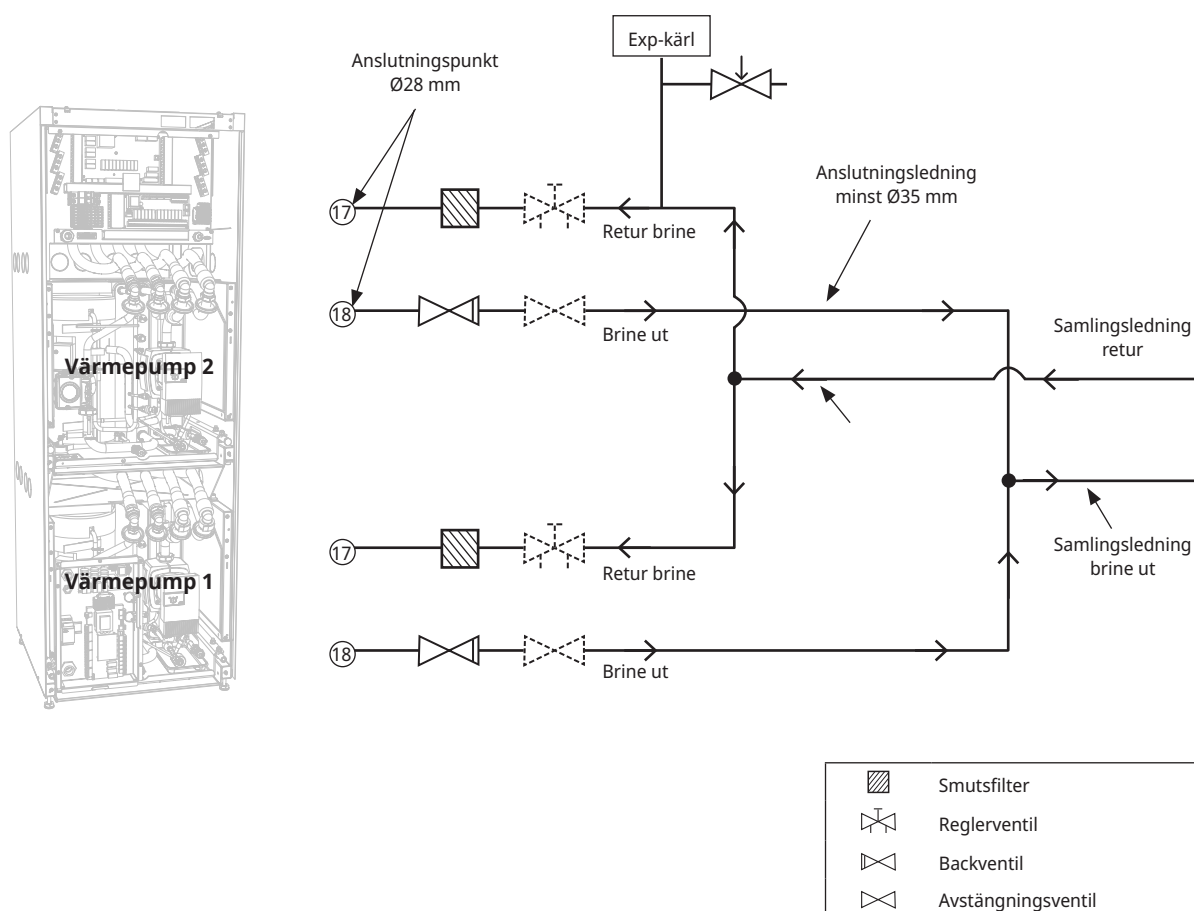 Exp-kärl
Anslutningspunkt
Ø28 mm
Anslutningsledning
minst Ø35 mm
17
Retur brine
18
Brine ut
Samlingsledning
retur
Värmepump 2
17
Retur brine
Samlingsledning
brine ut
Värmepump 1
18
Brine ut
Smutsfilter
Reglerventil
Backventil
Avstängningsventil